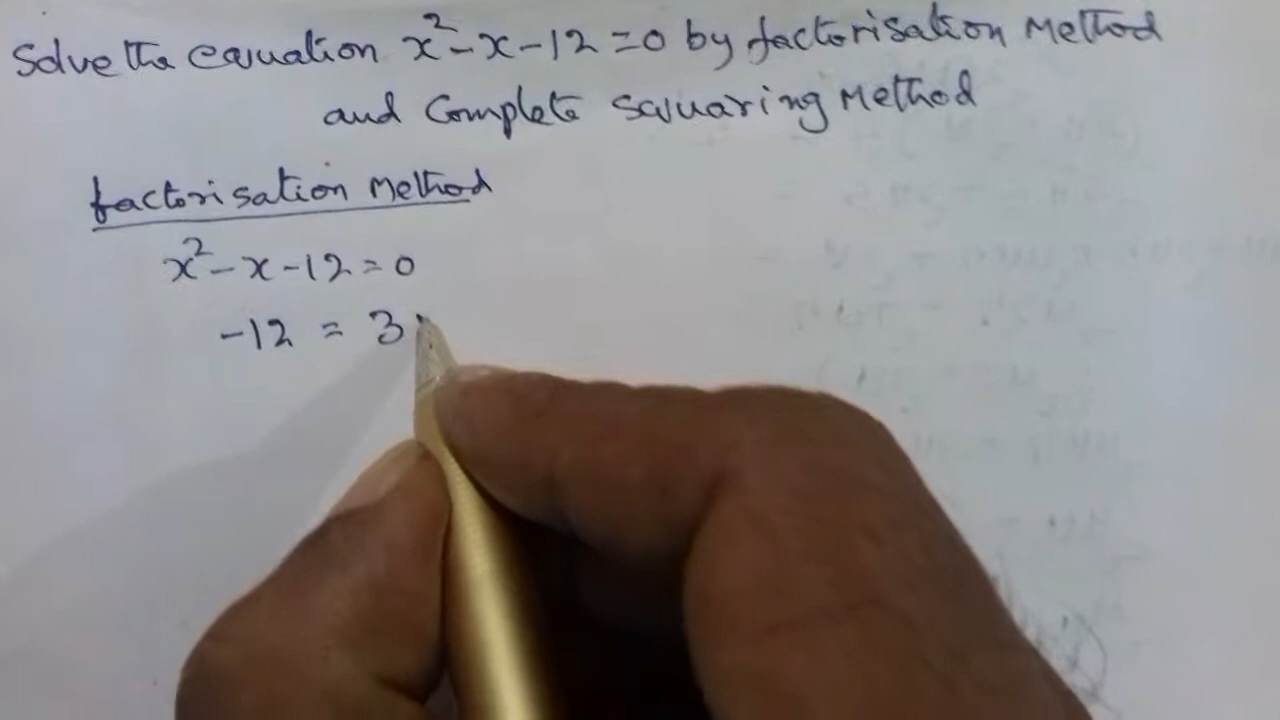 Solve the equation x² - x - 12 = 0 by factorisation Method
and Complete Squaring Method
factorisation Method
x² - x - 12 = 0
-12 = 3